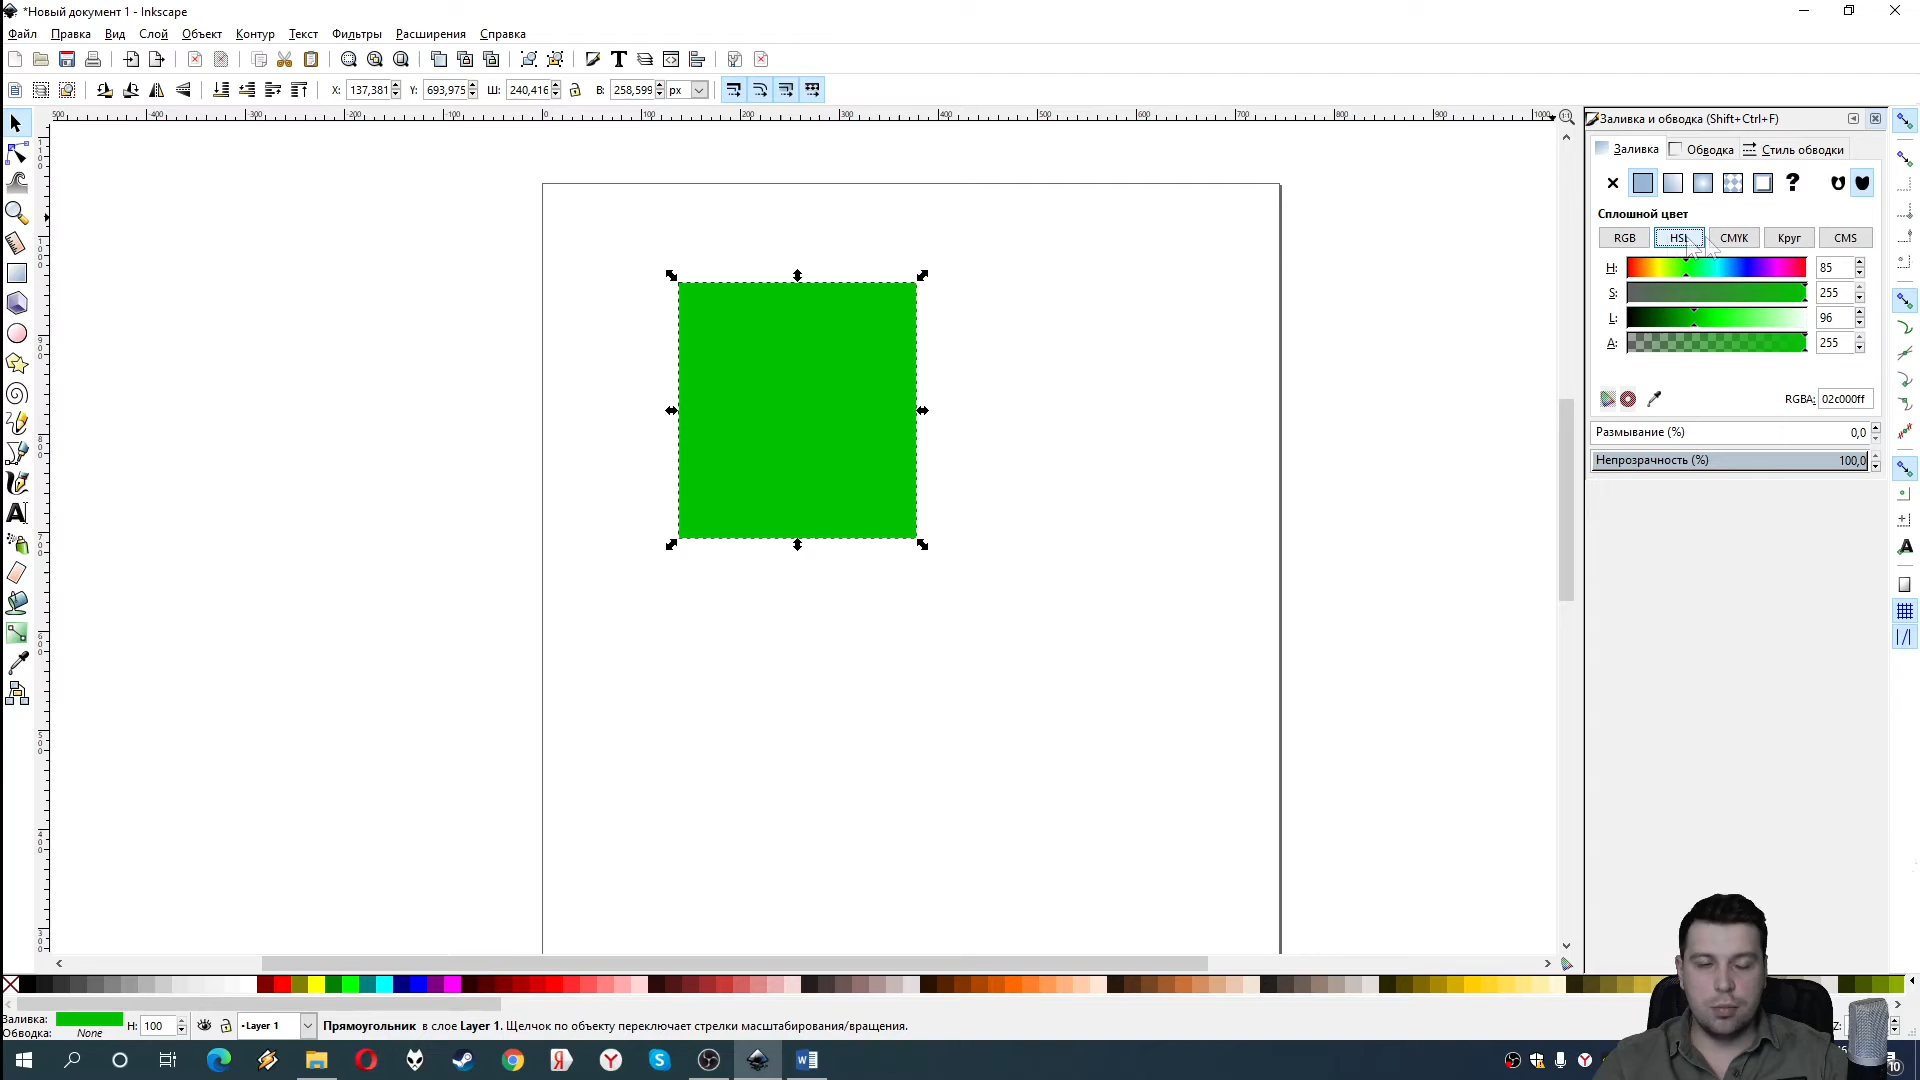 *Новый документ 1 - Inkscape
Файл Правка Вид Слой Объект Контур Текст Фильтры Расширения Справка
X: 137,381 Y: 693,975 Ш: 240,416 В: 258,599 px
Заливка и обводка (Shift+Ctrl+F)
Заливка Обводка Стиль обводки
Сплошной цвет
RGB HSL CMYK Круг CMS
H: 85
S: 255
L: 96
A: 255
RGBA: 02c000ff
Размывание (%) 0,0
Непрозрачность (%) 100,0
Заливка:
Обводка: None
Н: 100
Layer 1
Прямоугольник в слое Layer 1. Щелчок по объекту переключает стрелки масштабирования/вращения.
Z: